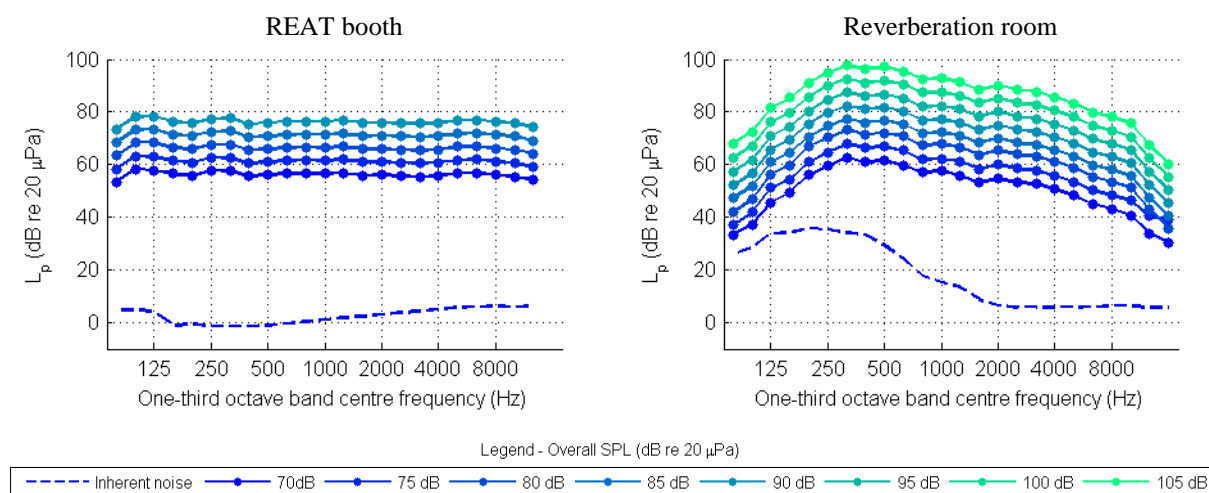 REAT booth
Reverberation room
100
80
60
40
20
0
L_p (dB re 20 μPa)
125 250 500 1000 2000 4000 8000
One-third octave band centre frequency (Hz)
100
80
60
40
20
0
L_p (dB re 20 μPa)
125 250 500 1000 2000 4000 8000
One-third octave band centre frequency (Hz)
Legend - Overall SPL (dB re 20 μPa)
Inherent noise 70dB 75 dB 80 dB 85 dB 90 dB 95 dB 100 dB 105 dB